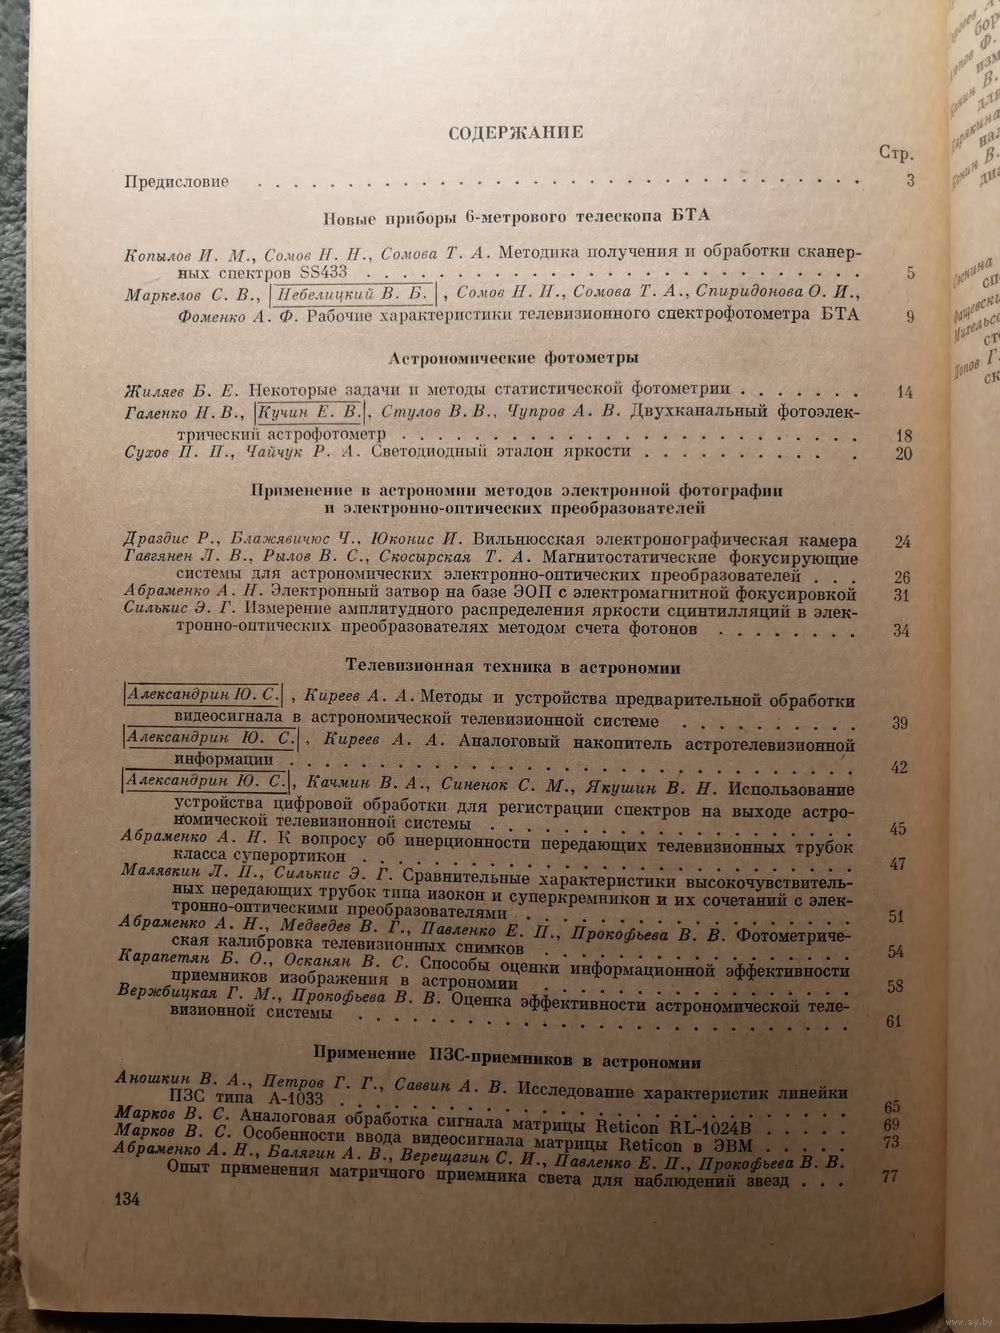 СОДЕРЖАНИЕ
Стр.
Предисловие . . . . . . . . . . . . . . . . . . . . 3
Новые приборы 6-метрового телескопа БТА
Копылов И. М., Сомов Н. Н., Сомова Т. А. Методика получения и обработки сканер-
ных спектров SS433 . . . . . . . . . . . . . . . . 5
Маркелов С. В., Небелицкий В. Б. , Сомов Н. Н., Сомова Т. А., Спиридонова О. И.,
Фоменко А. Ф. Рабочие характеристики телевизионного спектрофотометра БТА 9
Астрономические фотометры
Жиляев Б. Е. Некоторые задачи и методы статистической фотометрии . . . . . . . 14
Галенко Н. В., Кучин Е. В., Стулов В. В., Чупров А. В. Двухканальный фотоэлек-
трический астрофотометр . . . . . . . . . . . . . . . 18
Сухов П. П., Чайчук Р. А. Светодиодный эталон яркости . . . . . . . . . . 20
Применение в астрономии методов электронной фотографии
и электронно-оптических преобразователей
Драздис Р., Блажявичюс Ч., Юконис И. Вильнюсская электронографическая камера 24
Гавгянен Л. В., Рылов В. С., Скосырская Т. А. Магнитостатические фокусирующие
системы для астрономических электронно-оптических преобразователей . . . 26
Абраменко А. Н. Электронный затвор на базе ЭОП с электромагнитной фокусировкой 31
Силькис Э. Г. Измерение амплитудного распределения яркости сцинтилляций в элек-
тронно-оптических преобразователях методом счета фотонов . . . . . . . . 34
Телевизионная техника в астрономии
Александрин Ю. С. , Киреев А. А. Методы и устройства предварительной обработки
видеосигнала в астрономической телевизионной системе . . . . . . . . . . 39
Александрин Ю. С. , Киреев А. А. Аналоговый накопитель астротелевизионной
информации . . . . . . . . . . . . . . . . . . . . 42
Александрин Ю. С., Качмин В. А., Синенок С. М., Якушин В. Н. Использование
устройства цифровой обработки для регистрации спектров на выходе астро-
номической телевизионной системы . . . . . . . . . . . . . . 45
Абраменко А. Н. К вопросу об инерционности передающих телевизионных трубок
класса суперортикон . . . . . . . . . . . . . . . . . . 47
Малявкин Л. П., Силькис Э. Г. Сравнительные характеристики высокочувствитель-
ных передающих трубок типа изокон и суперкремникон и их сочетаний с элек-
тронно-оптическими преобразователями . . . . . . . . . . . . . 51
Абраменко А. Н., Медведев В. Г., Павленко Е. П., Прокофьева В. В. Фотометриче-
ская калибровка телевизионных снимков . . . . . . . . . . . . . 54
Карапетян Б. О., Осканян В. С. Способы оценки информационной эффективности
приемников изображения в астрономии . . . . . . . . . . . . . 58
Вержбицкая Г. М., Прокофьева В. В. Оценка эффективности астрономической теле-
визионной системы . . . . . . . . . . . . . . . . . . 61
Применение ПЗС-приемников в астрономии
Аношкин В. А., Петров Г. Г., Саввин А. В. Исследование характеристик линейки
ПЗС типа А-1033 . . . . . . . . . . . . . . . . . . 65
Марков В. С. Аналоговая обработка сигнала матрицы Reticon RL-1024B . . . . . 69
Марков В. С. Особенности ввода видеосигнала матрицы Reticon в ЭВМ . . . . . 73
Абраменко А. Н., Балягин А. В., Верещагин С. И., Павленко Е. П., Прокофьева В. В.
Опыт применения матричного приемника света для наблюдений звезд . . . 77
134
www.ay.by